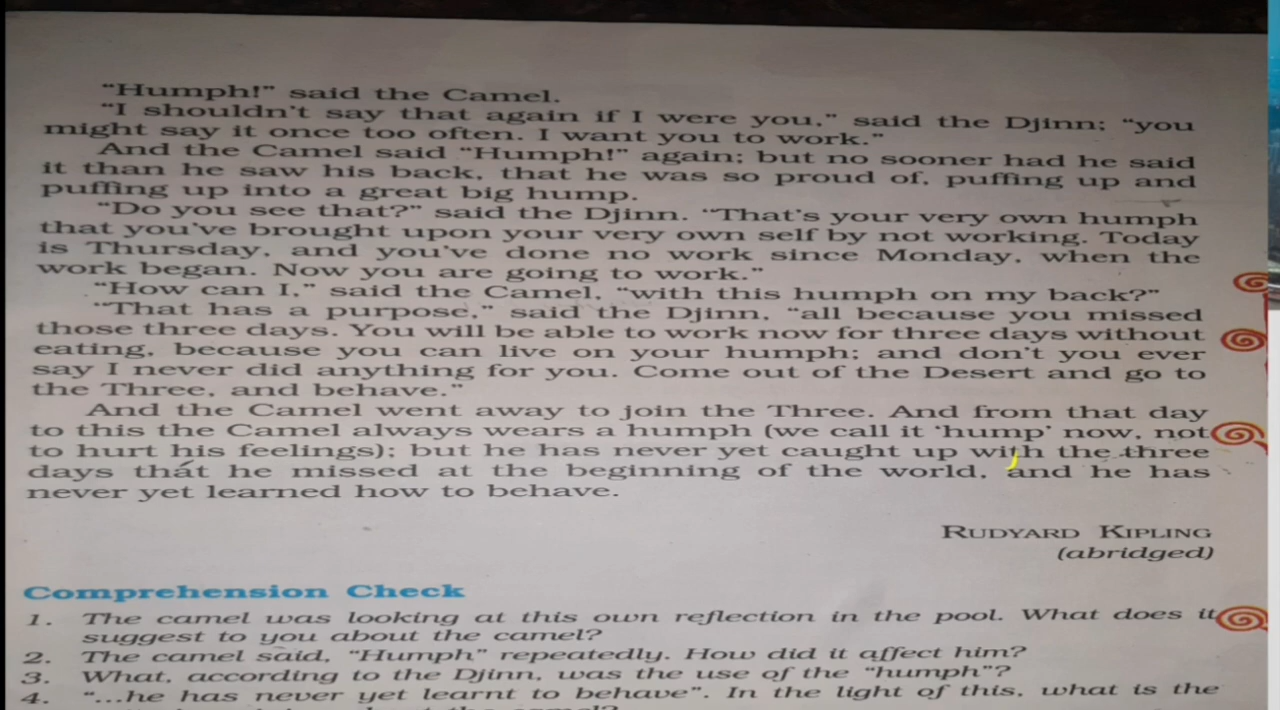 "Humph!" said the Camel.
"I shouldn't say that again if I were you," said the Djinn; "you
might say it once too often. I want you to work."
And the Camel said "Humph!" again; but no sooner had he said
it than he saw his back, that he was so proud of, puffing up and
puffing up into a great big hump.
"Do you see that?" said the Djinn. "That's your very own humph
that you've brought upon your very own self by not working. Today
is Thursday, and you've done no work since Monday, when the
work began. Now you are going to work."
"How can I," said the Camel, "with this humph on my back?"
"That has a purpose," said the Djinn, "all because you missed
those three days. You will be able to work now for three days without
eating, because you can live on your humph; and don't you ever
say I never did anything for you. Come out of the Desert and go to
the Three, and behave."
And the Camel went away to join the Three. And from that day
to this the Camel always wears a humph (we call it 'hump' now, not
to hurt his feelings); but he has never yet caught up with the three
days that he missed at the beginning of the world, and he has
never yet learned how to behave.
RUDYARD KIPLING
(abridged)
Comprehension Check
1. The camel was looking at this own reflection in the pool. What does it
suggest to you about the camel?
2. The camel said, "Humph" repeatedly. How did it affect him?
3. What, according to the Djinn, was the use of the "humph"?
4. "...he has never yet learnt to behave". In the light of this, what is the